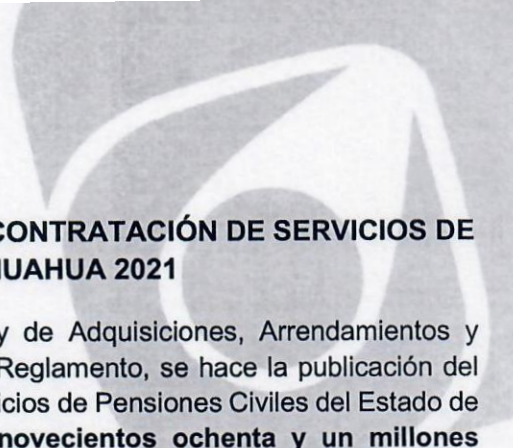 CONTRATACIÓN DE SERVICIOS DE
HUAHUA 2021
y de Adquisiciones, Arrendamientos y
Reglamento, se hace la publicación del
icios de Pensiones Civiles del Estado de
novecientos ochenta y un millones